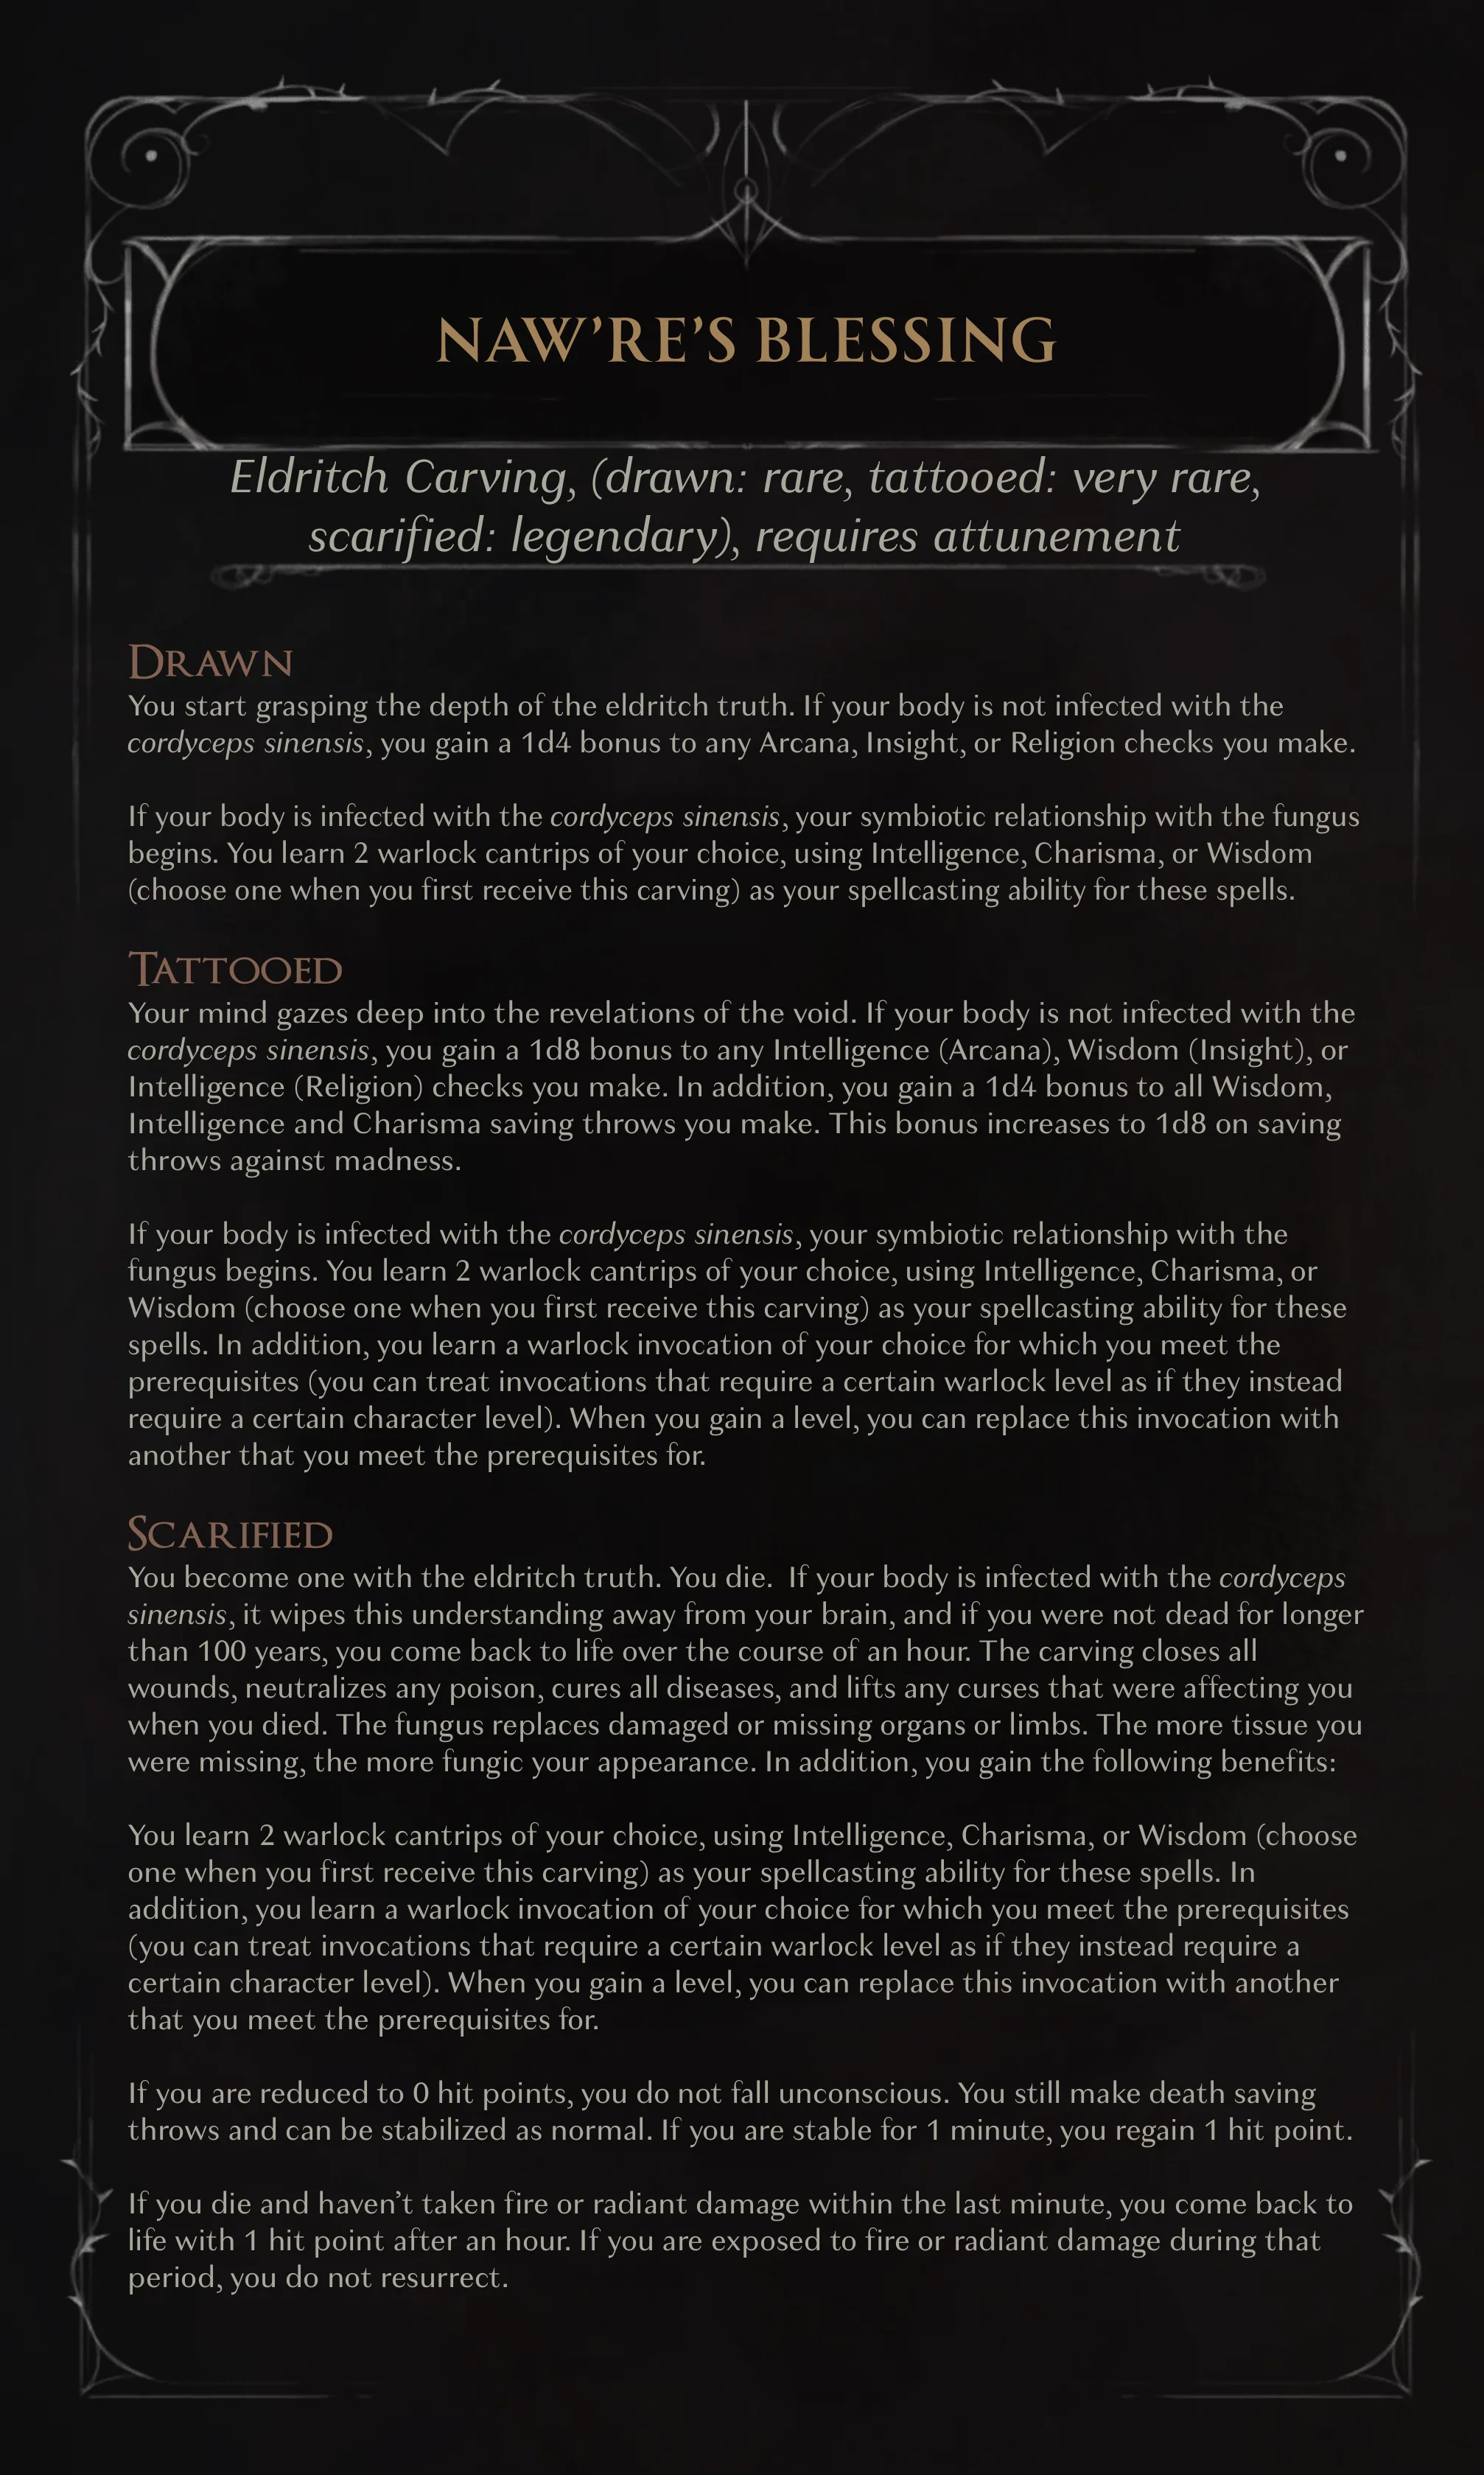 NAW’RE’S BLESSING
Eldritch Carving, (drawn: rare, tattooed: very rare,
scarified: legendary), requires attunement
DRAWN
You start grasping the depth of the eldritch truth. If your body is not infected with the
cordyceps sinensis, you gain a 1d4 bonus to any Arcana, Insight, or Religion checks you make.
If your body is infected with the cordyceps sinensis, your symbiotic relationship with the fungus
begins. You learn 2 warlock cantrips of your choice, using Intelligence, Charisma, or Wisdom
(choose one when you first receive this carving) as your spellcasting ability for these spells.
TATTOOED
Your mind gazes deep into the revelations of the void. If your body is not infected with the
cordyceps sinensis, you gain a 1d8 bonus to any Intelligence (Arcana), Wisdom (Insight), or
Intelligence (Religion) checks you make. In addition, you gain a 1d4 bonus to all Wisdom,
Intelligence and Charisma saving throws you make. This bonus increases to 1d8 on saving
throws against madness.
If your body is infected with the cordyceps sinensis, your symbiotic relationship with the
fungus begins. You learn 2 warlock cantrips of your choice, using Intelligence, Charisma, or
Wisdom (choose one when you first receive this carving) as your spellcasting ability for these
spells. In addition, you learn a warlock invocation of your choice for which you meet the
prerequisites (you can treat invocations that require a certain warlock level as if they instead
require a certain character level). When you gain a level, you can replace this invocation with
another that you meet the prerequisites for.
SCARIFIED
You become one with the eldritch truth. You die.  If your body is infected with the cordyceps
sinensis, it wipes this understanding away from your brain, and if you were not dead for longer
than 100 years, you come back to life over the course of an hour. The carving closes all
wounds, neutralizes any poison, cures all diseases, and lifts any curses that were affecting you
when you died. The fungus replaces damaged or missing organs or limbs. The more tissue you
were missing, the more fungic your appearance. In addition, you gain the following benefits:
You learn 2 warlock cantrips of your choice, using Intelligence, Charisma, or Wisdom (choose
one when you first receive this carving) as your spellcasting ability for these spells. In
addition, you learn a warlock invocation of your choice for which you meet the prerequisites
(you can treat invocations that require a certain warlock level as if they instead require a
certain character level). When you gain a level, you can replace this invocation with another
that you meet the prerequisites for.
If you are reduced to 0 hit points, you do not fall unconscious. You still make death saving
throws and can be stabilized as normal. If you are stable for 1 minute, you regain 1 hit point.
If you die and haven’t taken fire or radiant damage within the last minute, you come back to
life with 1 hit point after an hour. If you are exposed to fire or radiant damage during that
period, you do not resurrect.